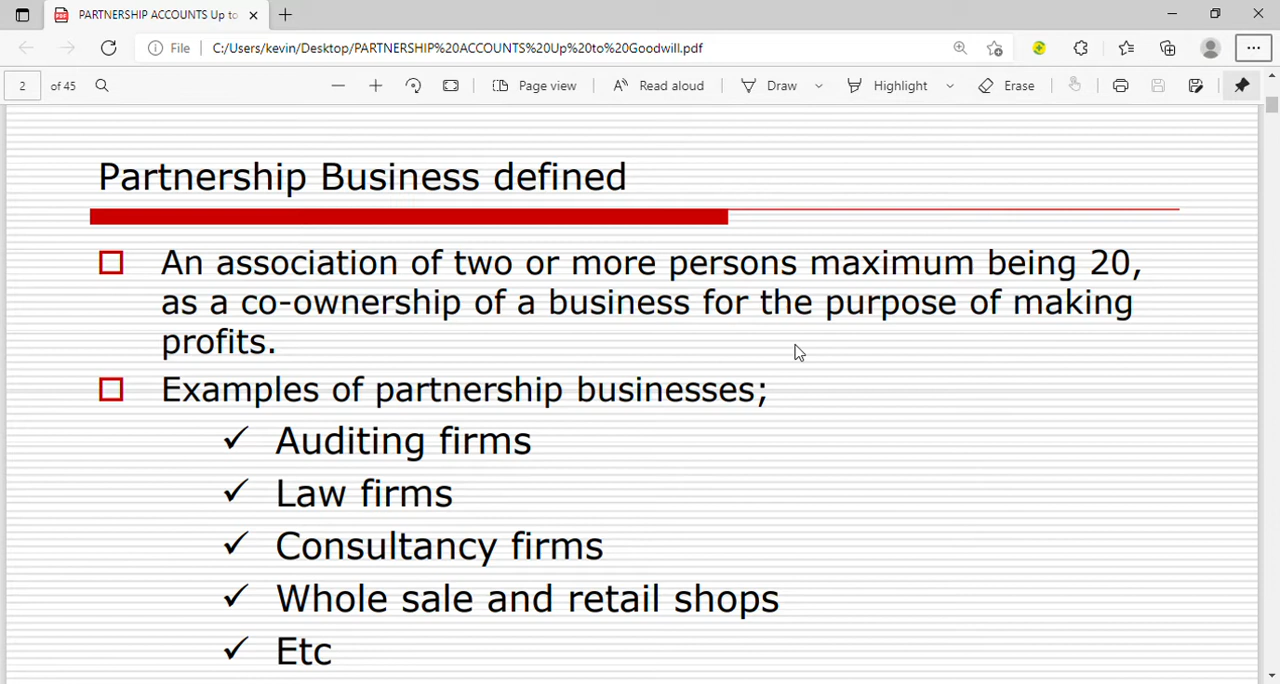 PARTNERSHIP ACCOUNTS Up to
File C:/Users/kevin/Desktop/PARTNERSHIP%20ACCOUNTS%20Up%20to%20Goodwill.pdf
2 of 45 Page view Read aloud Draw Highlight Erase
Partnership Business defined
An association of two or more persons maximum being 20,
as a co-ownership of a business for the purpose of making
profits.
Examples of partnership businesses;
✓ Auditing firms
✓ Law firms
✓ Consultancy firms
✓ Whole sale and retail shops
✓ Etc